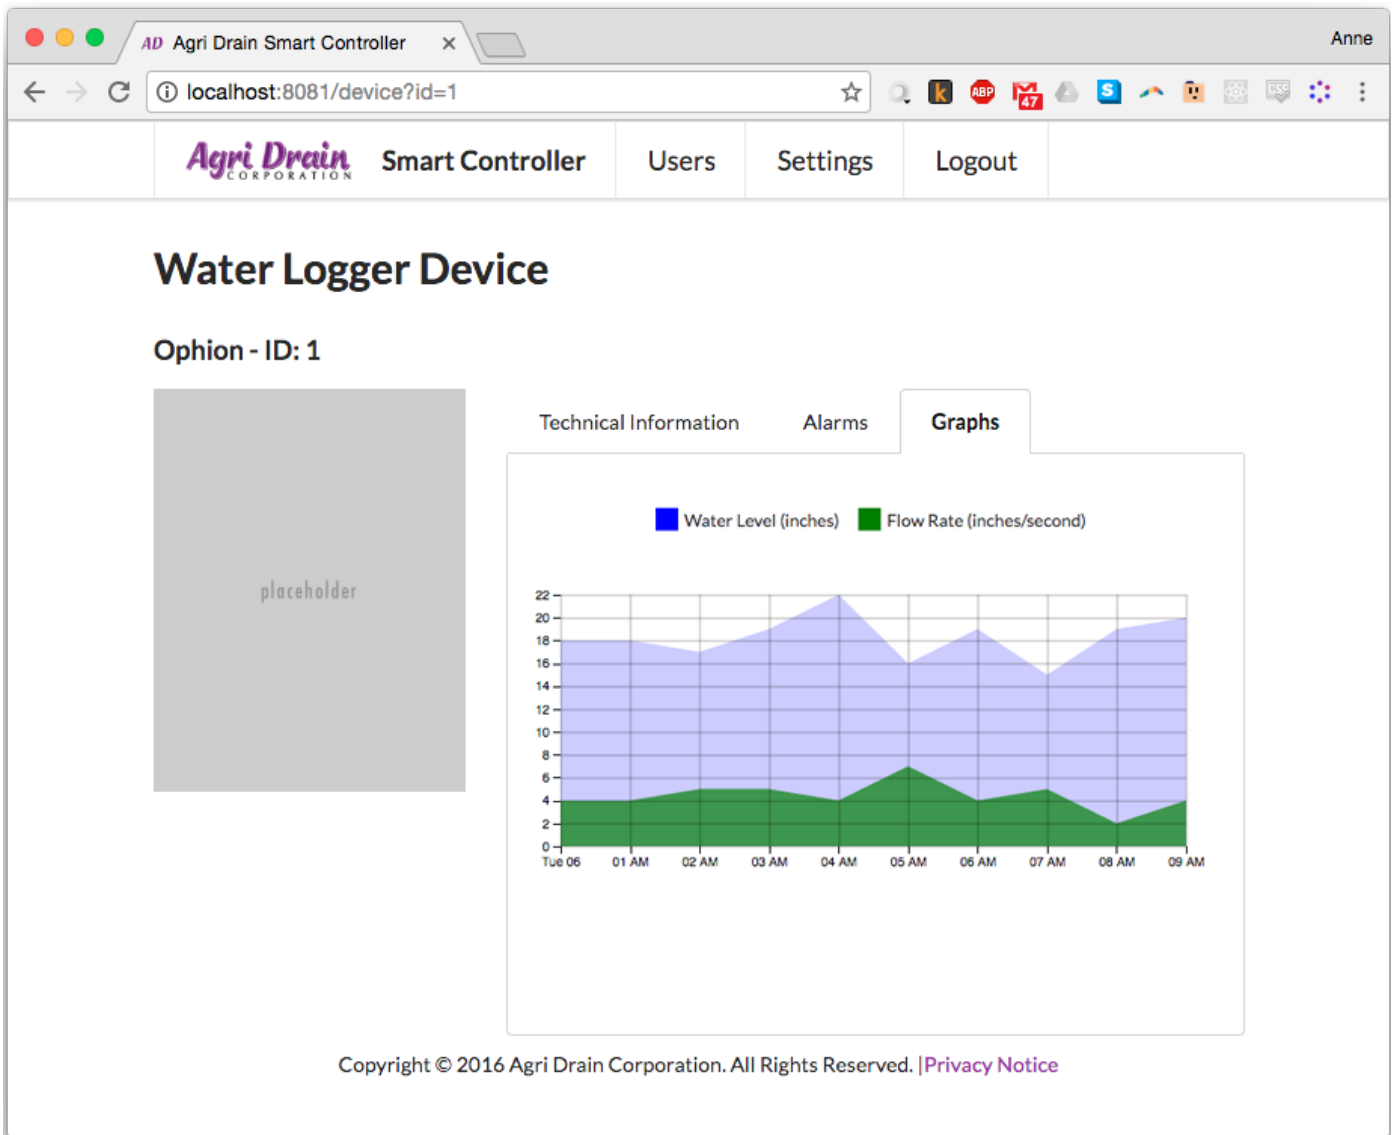 AD Agri Drain Smart Controller
Anne
localhost:8081/device?id=1
k ABP 47 S CSS
Agri Drain CORPORATION Smart Controller Users Settings Logout
Water Logger Device
Ophion - ID: 1
Technical Information Alarms Graphs
placeholder
Water Level (inches) Flow Rate (inches/second)
22
20
18
16
14
12
10
8
6
4
2
0
Tue 06 01 AM 02 AM 03 AM 04 AM 05 AM 06 AM 07 AM 08 AM 09 AM
Copyright © 2016 Agri Drain Corporation. All Rights Reserved. |Privacy Notice